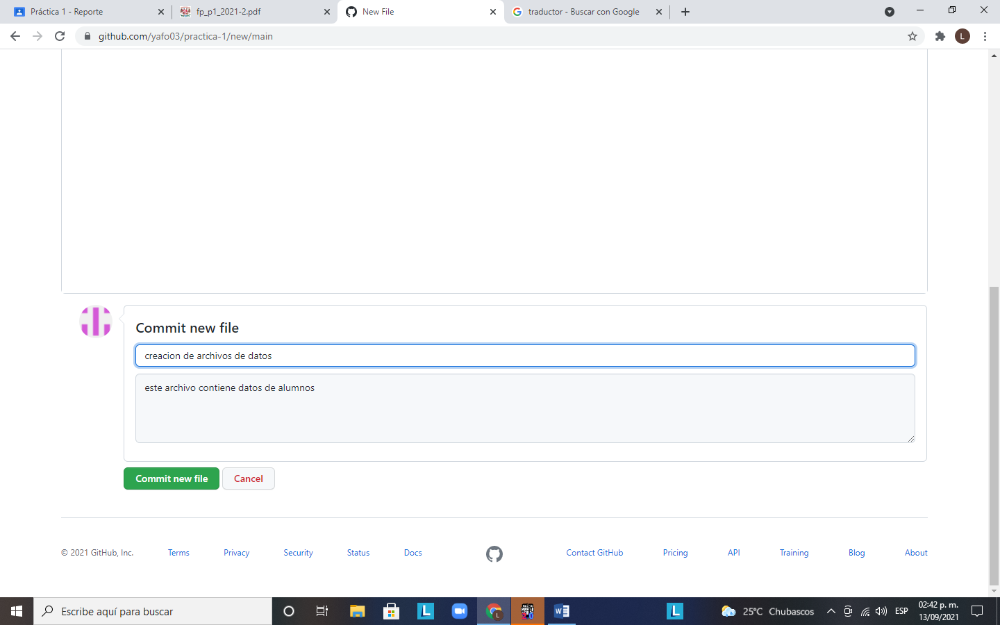 Práctica 1 - Reporte
fp_p1_2021-2.pdf
New File
traductor - Buscar con Google
github.com/yafo03/practica-1/new/main
L
Commit new file
creacion de archivos de datos
este archivo contiene datos de alumnos
Commit new file
Cancel
© 2021 GitHub, Inc.
Terms
Privacy
Security
Status
Docs
Contact GitHub
Pricing
API
Training
Blog
About
Escribe aquí para buscar
L
L
L
25°C Chubascos
ESP
02:42 p. m.
13/09/2021